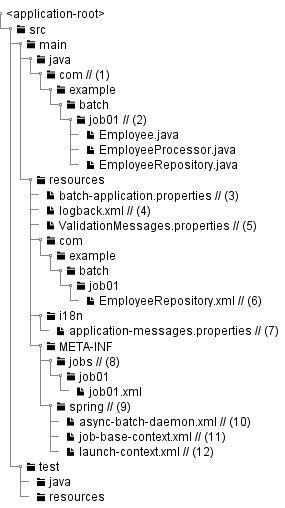 <application-root>
src
main
java
com // (1)
example
batch
job01 // (2)
Employee.java
EmployeeProcessor.java
EmployeeRepository.java
resources
batch-application.properties // (3)
logback.xml // (4)
ValidationMessages.properties // (5)
com
example
batch
job01
EmployeeRepository.xml // (6)
i18n
application-messages.properties // (7)
META-INF
jobs // (8)
job01
job01.xml
spring // (9)
async-batch-daemon.xml // (10)
job-base-context.xml // (11)
launch-context.xml // (12)
test
java
resources